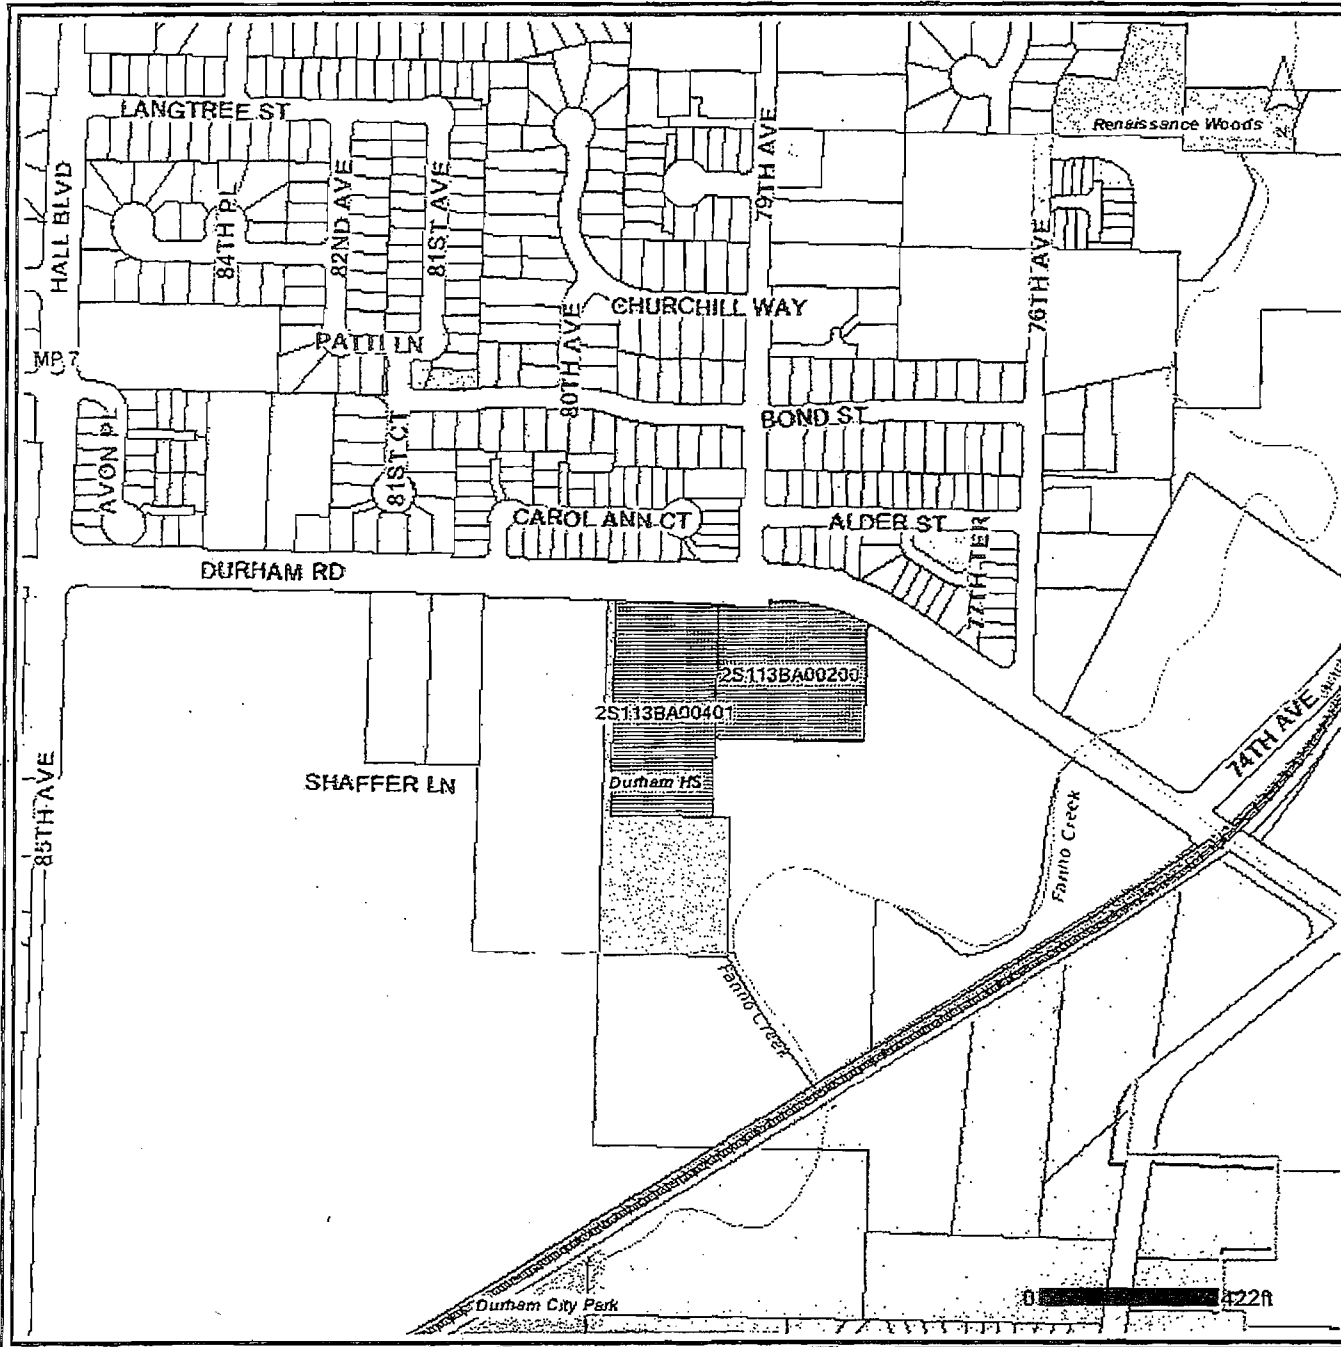 LANGTREE ST
Renaissance Woods
N
HALL BLVD
84TH PL
82ND AVE
81ST AVE
79TH AVE
76TH AVE
CHURCHILL WAY
80TH AVE
PATTI LN
MP 7
AVON PL
81ST CT
BOND ST
CAROL ANN CT
ALDER ST
77TH TER
DURHAM RD
2S113BA00200
2S113BA00401
74TH AVE
Durham HS
SHAFFER LN
85TH AVE
Fanno Creek
Fanno Creek
Durham City Park
0 422ft